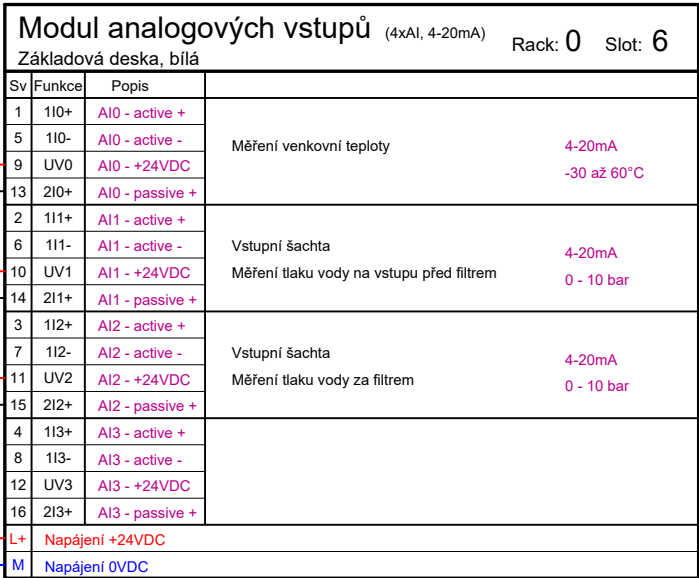 Modul analogových vstupů (4xAI, 4-20mA) Rack: 0 Slot: 6
Základová deska, bílá
Sv Funkce Popis
1 1I0+ AI0 - active +
5 1I0- AI0 - active -
Měření venkovní teploty 4-20mA
9 UV0 AI0 - +24VDC
-30 až 60°C
13 2I0+ AI0 - passive +
2 1I1+ AI1 - active +
6 1I1- AI1 - active - Vstupní šachta
4-20mA
10 UV1 AI1 - +24VDC Měření tlaku vody na vstupu před filtrem
0 - 10 bar
14 2I1+ AI1 - passive +
3 1I2+ AI2 - active +
7 1I2- AI2 - active - Vstupní šachta
4-20mA
11 UV2 AI2 - +24VDC Měření tlaku vody za filtrem
0 - 10 bar
15 2I2+ AI2 - passive +
4 1I3+ AI3 - active +
8 1I3- AI3 - active -
12 UV3 AI3 - +24VDC
16 2I3+ AI3 - passive +
L+ Napájení +24VDC
M Napájení 0VDC